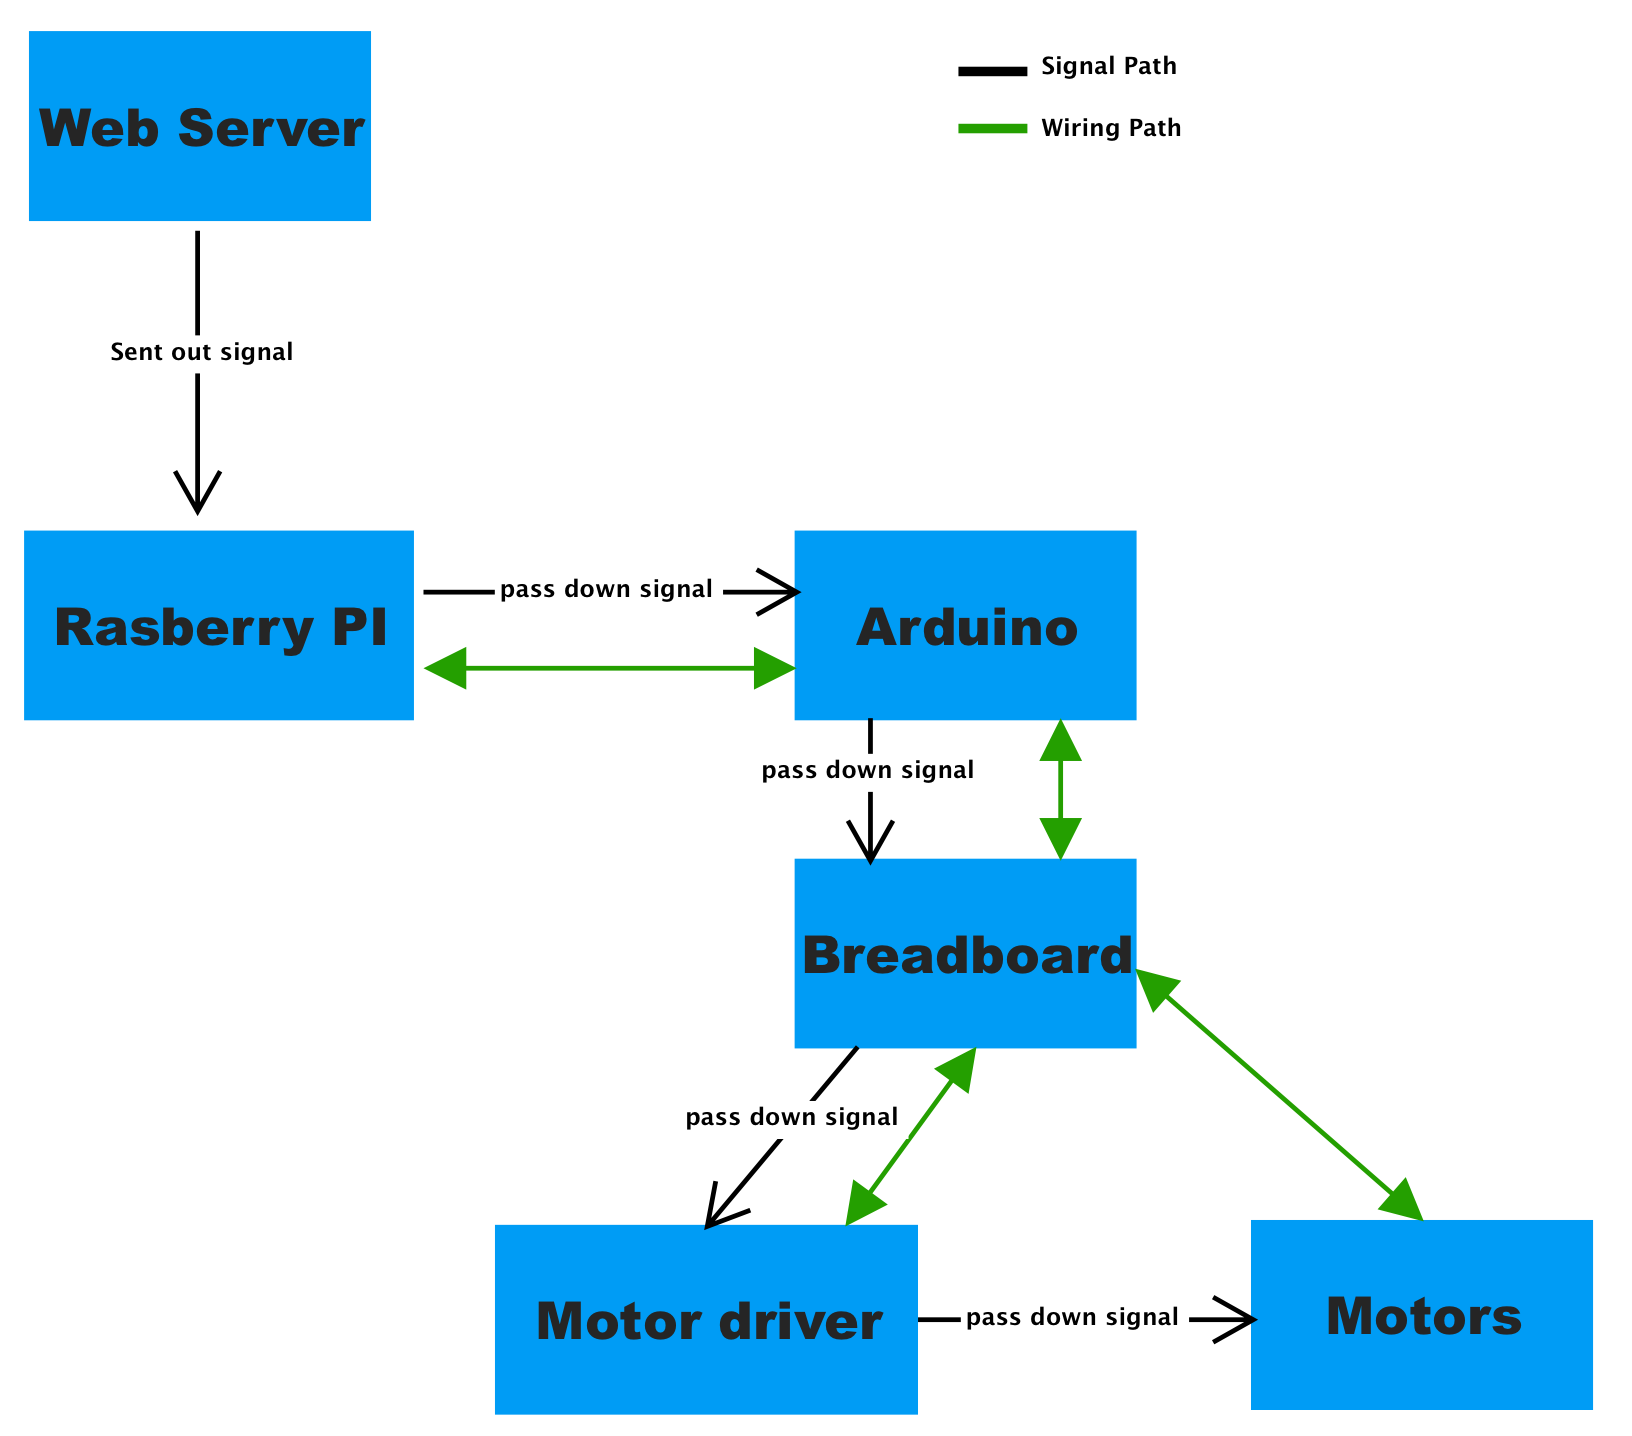 Web Server
Signal Path
Wiring Path
Sent out signal
Rasberry PI
pass down signal
Arduino
pass down signal
Breadboard
pass down signal
Motor driver
pass down signal
Motors